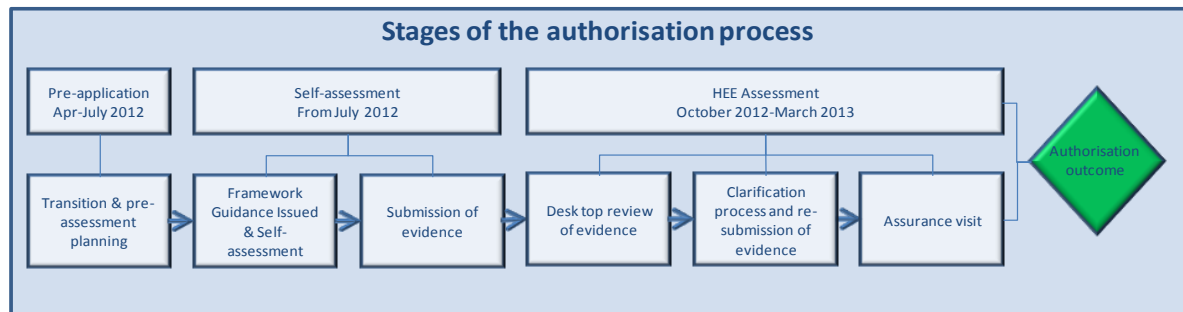 Stages of the authorisation process
Pre-application
Apr-July 2012
Self-assessment
From July 2012
HEE Assessment
October 2012-March 2013
Authorisation
outcome
Transition & pre-
assessment
planning
Framework
Guidance Issued
& Self-
assessment
Submission of
evidence
Desk top review
of evidence
Clarification
process and re-
submission of
evidence
Assurance visit